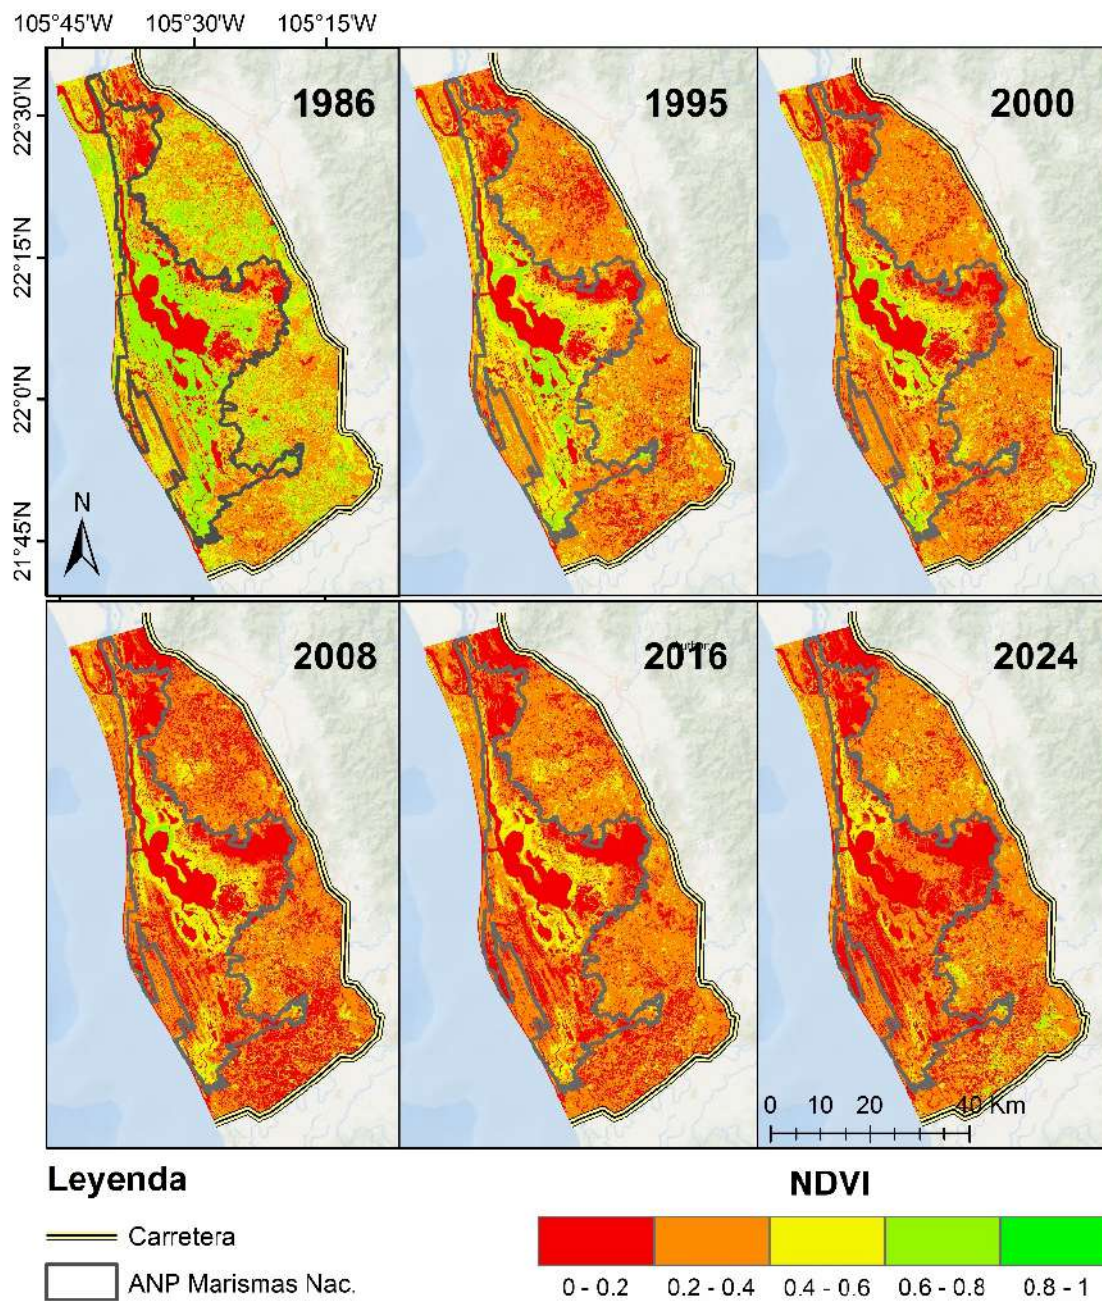 105°45'W 105°30'W 105°15'W
22°30'N
22°15'N
22°0'N
21°45'N
1986
1995
2000
N
2008
2016
2024
0 10 20 40 Km
Leyenda
Carretera
ANP Marismas Nac.
NDVI
0 - 0.2 0.2 - 0.4 0.4 - 0.6 0.6 - 0.8 0.8 - 1